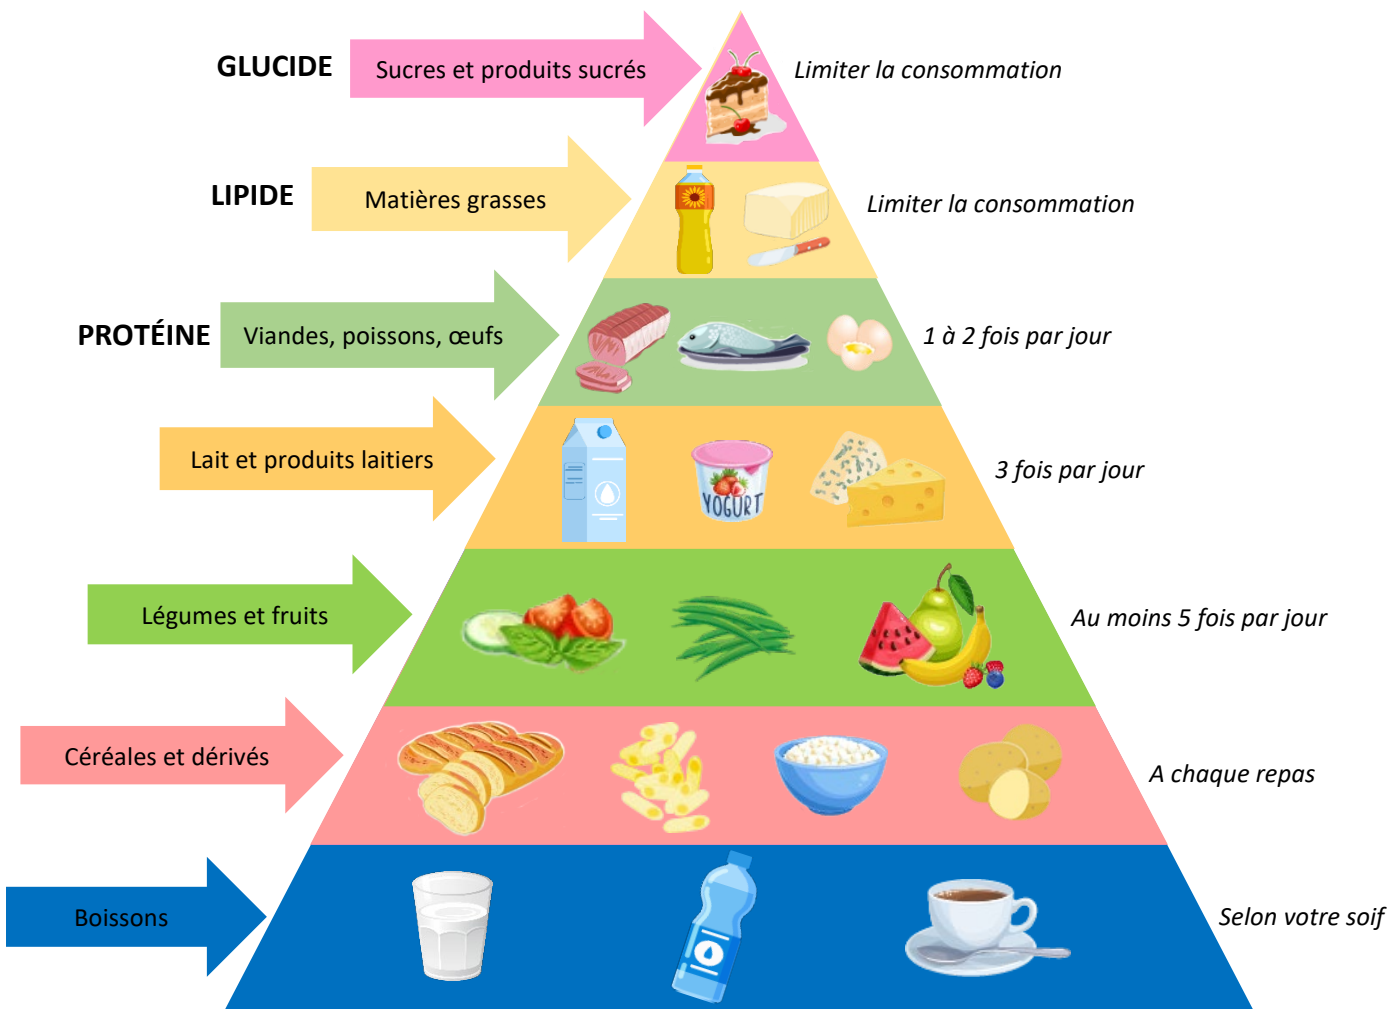 GLUCIDE Sucres et produits sucrés Limiter la consommation
LIPIDE Matières grasses Limiter la consommation
PROTÉINE Viandes, poissons, œufs 1 à 2 fois par jour
Lait et produits laitiers 3 fois par jour
YOGURT
Légumes et fruits Au moins 5 fois par jour
Céréales et dérivés A chaque repas
Boissons Selon votre soif